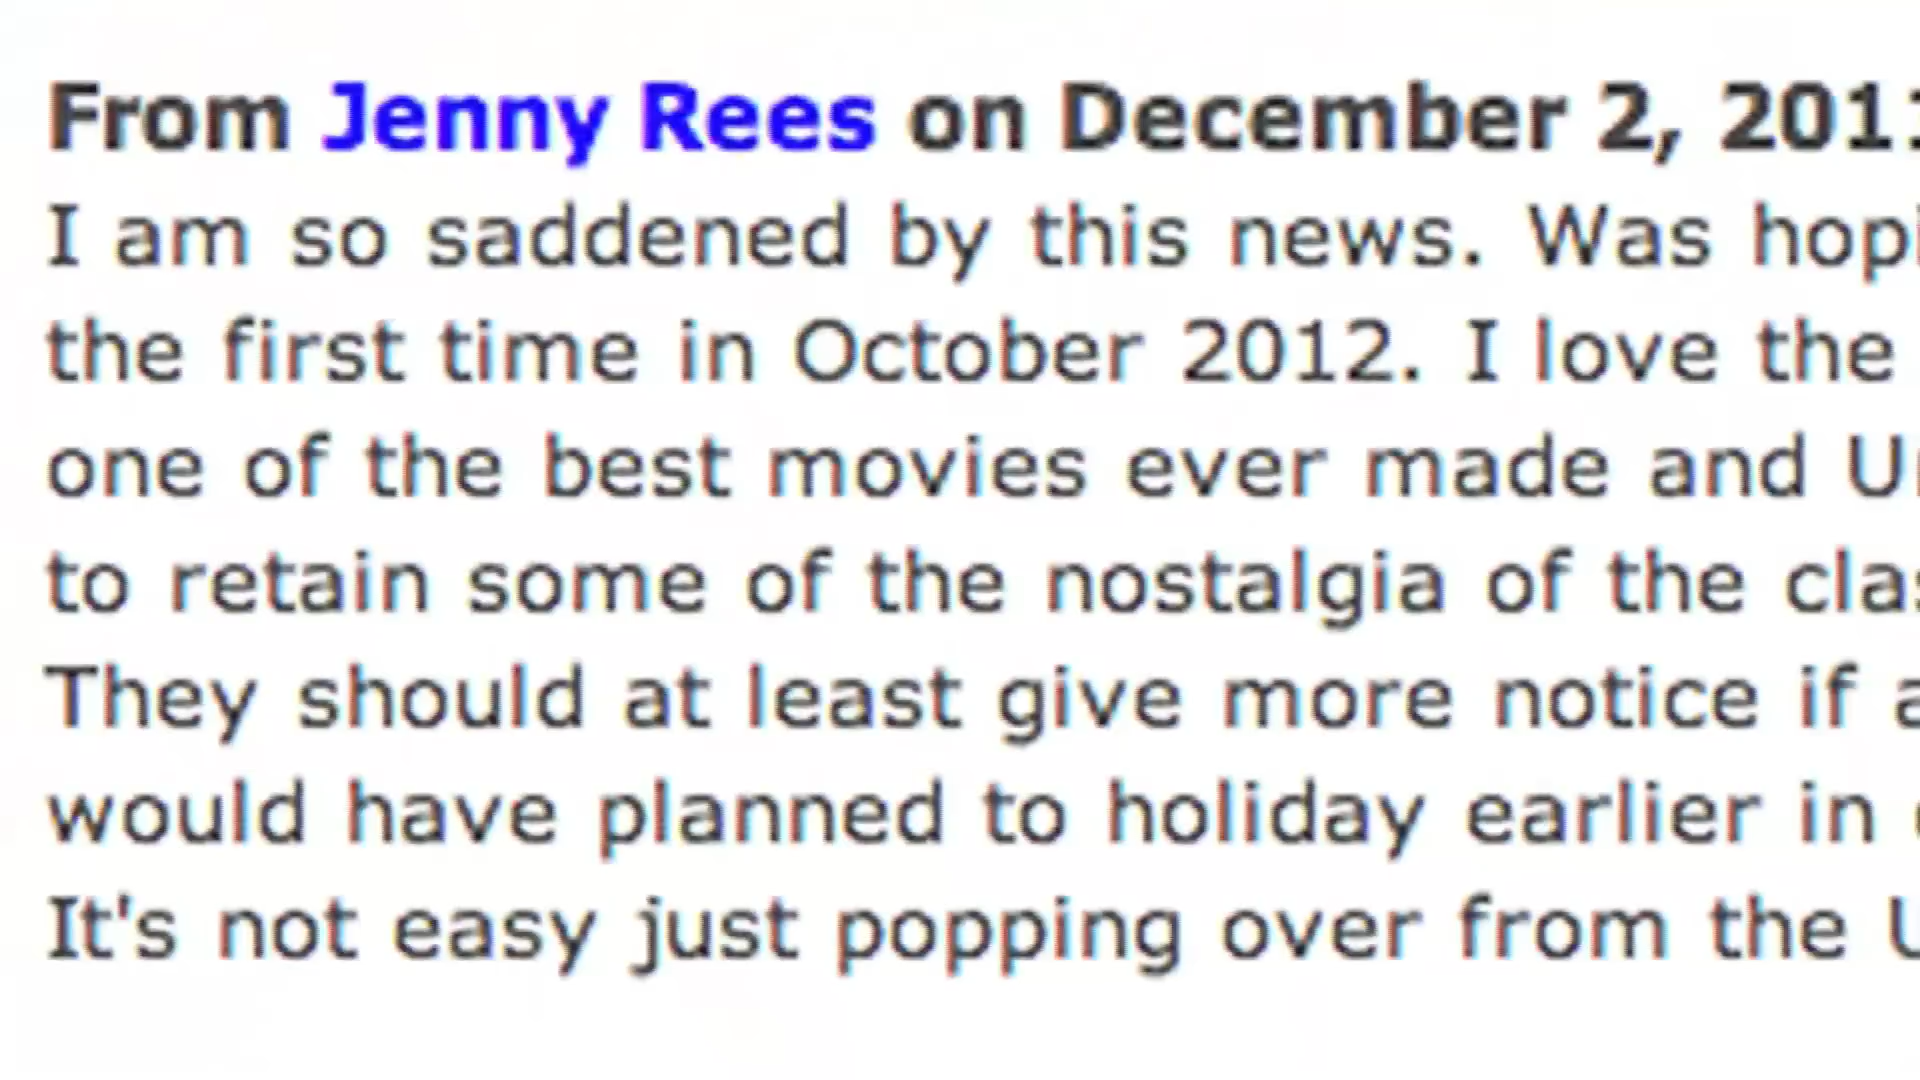 From Jenny Rees on December 2, 2011
I am so saddened by this news. Was
the first time in October 2012. I love the
one of the best movies ever made and
to retain some of the nostalgia of the
They should at least give more notice if
would have planned to holiday earlier in
It's not easy just popping over from the